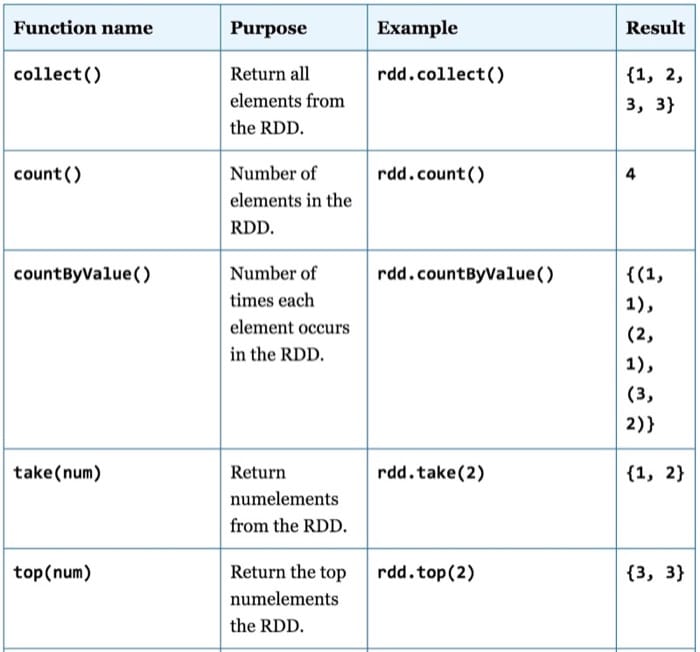 Function name Purpose Example Result
collect() Return all rdd.collect() {1, 2,
elements from 3, 3}
the RDD.
count() Number of rdd.count() 4
elements in the
RDD.
countByValue() Number of rdd.countByValue() {(1,
times each 1),
element occurs (2,
in the RDD. 1),
(3,
2)}
take(num) Return rdd.take(2) {1, 2}
numelements
from the RDD.
top(num) Return the top rdd.top(2) {3, 3}
numelements
the RDD.